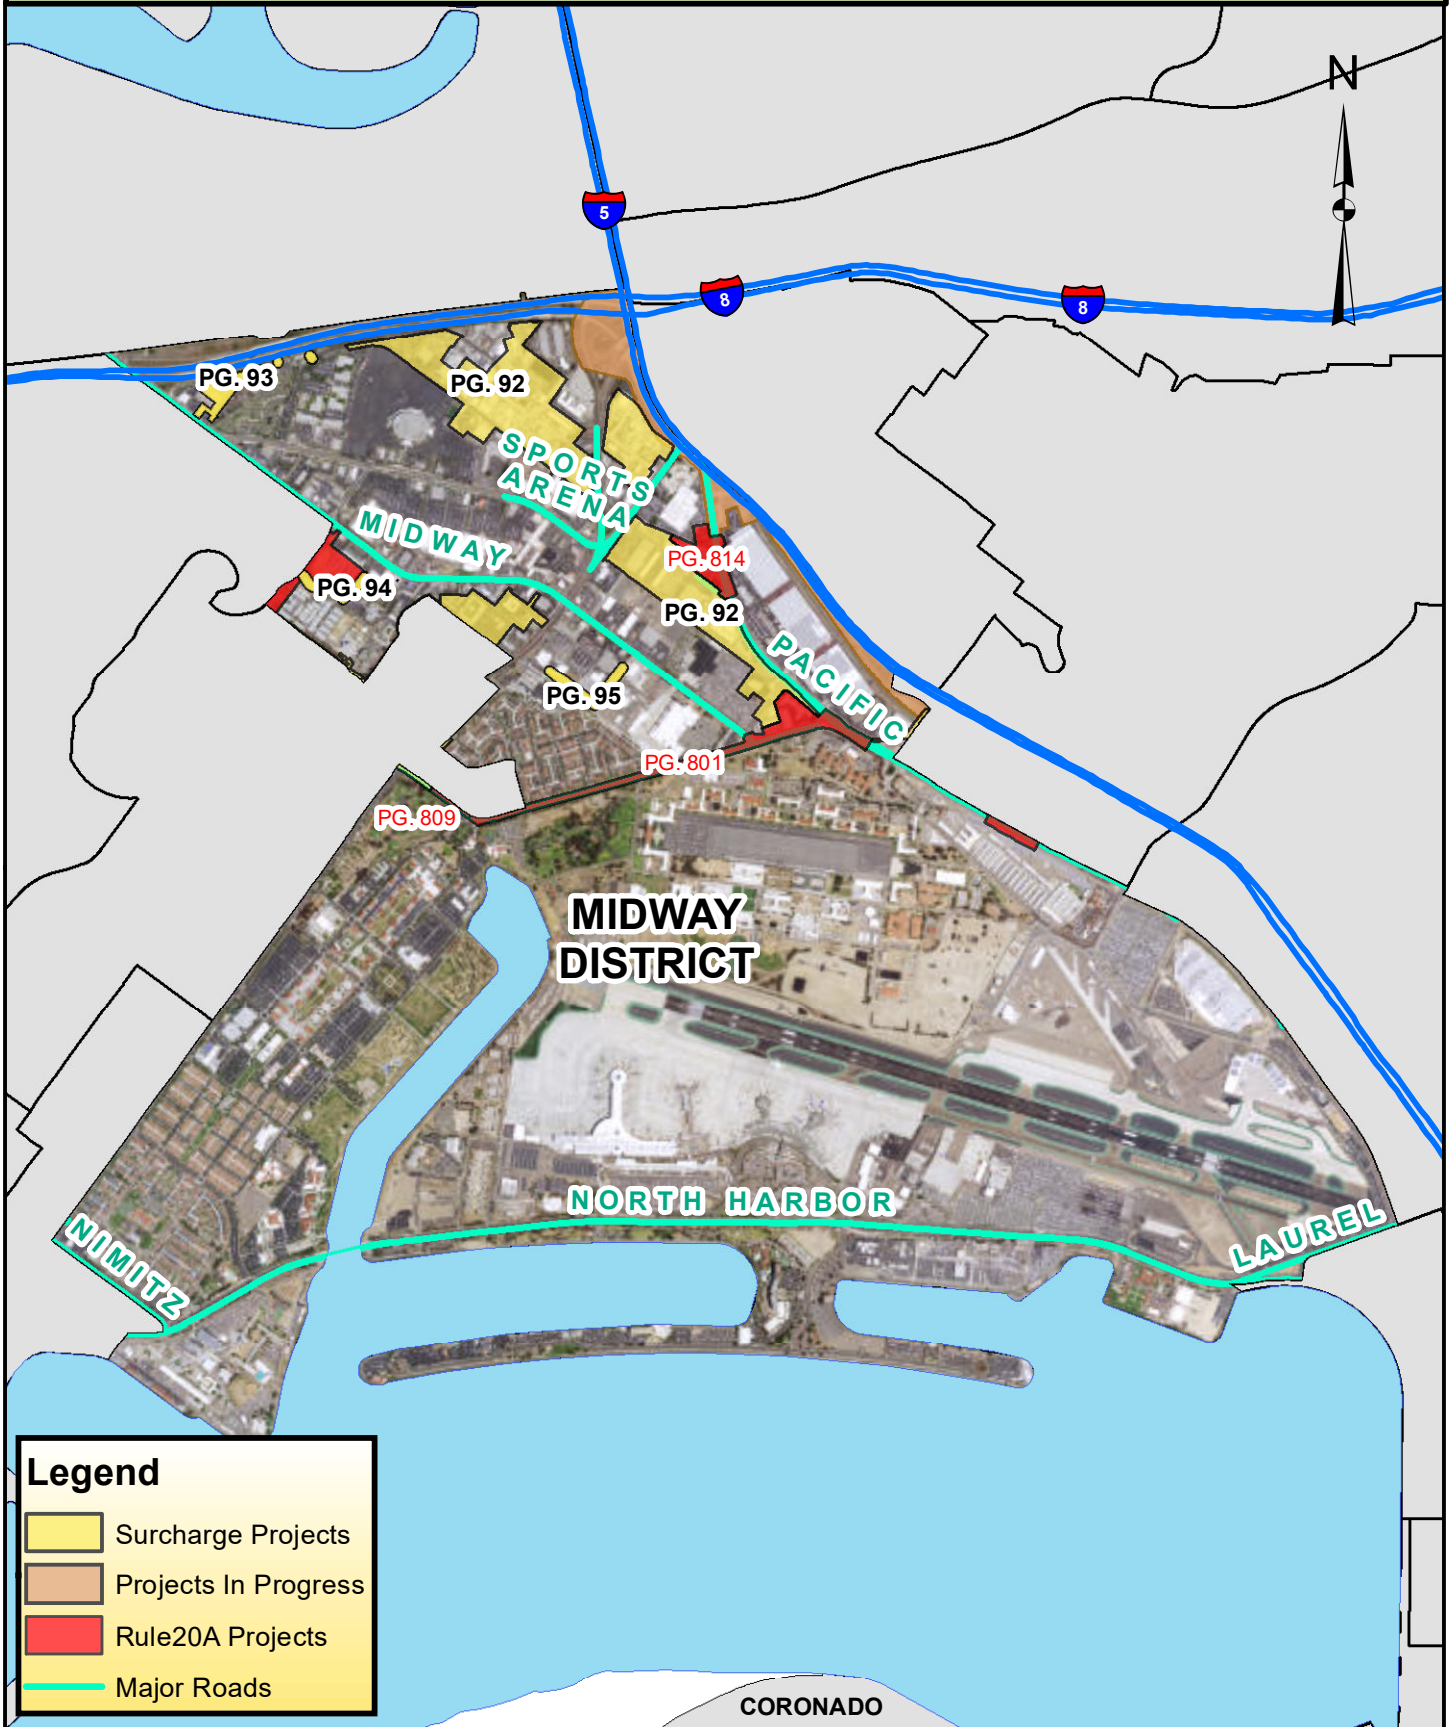 N
5
8
8
PG. 93
PG. 92
SPORTS
ARENA
MIDWAY
PG. 814
PG. 94
PG. 92
PACIFIC
PG. 95
PG. 801
PG. 809
MIDWAY
DISTRICT
NORTH HARBOR
LAUREL
NIMITZ
Legend
Surcharge Projects
Projects In Progress
Rule20A Projects
Major Roads
CORONADO